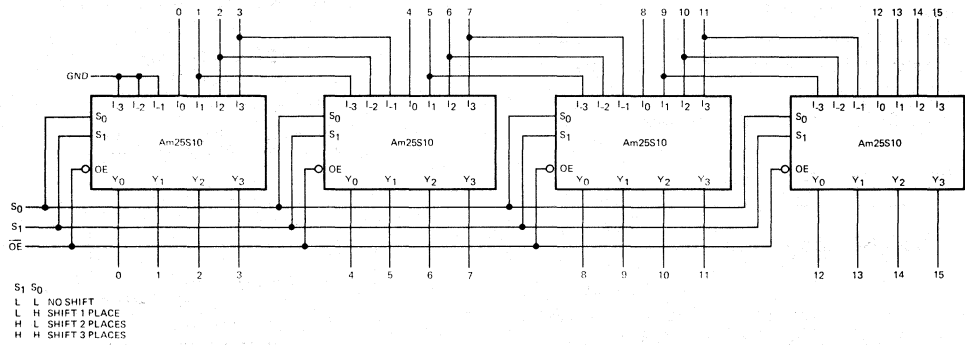 0 1 2 3 4 5 6 7 8 9 10 11 12 13 14 15
GND
I-3 I-2 I-1 I0 I1 I2 I3 I-3 I-2 I-1 I0 I1 I2 I3 I-3 I-2 I-1 I0 I1 I2 I3 I-3 I-2 I-1 I0 I1 I2 I3
S0 S0 S0 S0
S1 S1 S1 S1
Am25S10 Am25S10 Am25S10 Am25S10
OE OE OE OE
Y0 Y1 Y2 Y3 Y0 Y1 Y2 Y3 Y0 Y1 Y2 Y3 Y0 Y1 Y2 Y3
S0
S1
O̅E̅
0 1 2 3 4 5 6 7 8 9 10 11 12 13 14 15
S1 S0
L L NO SHIFT
L H SHIFT 1 PLACE
H L SHIFT 2 PLACES
H H SHIFT 3 PLACES